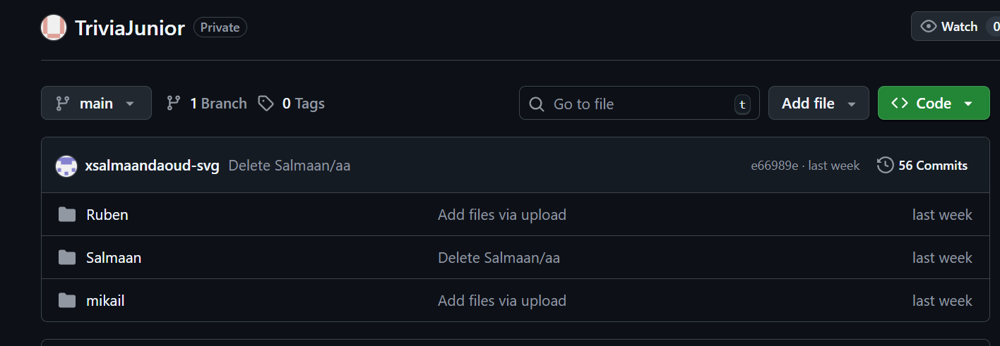 TriviaJunior Private Watch 0
main 1 Branch 0 Tags Go to file t Add file Code
xsalmaandaoud-svg Delete Salmaan/aa e66989e · last week 56 Commits
Ruben Add files via upload last week
Salmaan Delete Salmaan/aa last week
mikail Add files via upload last week